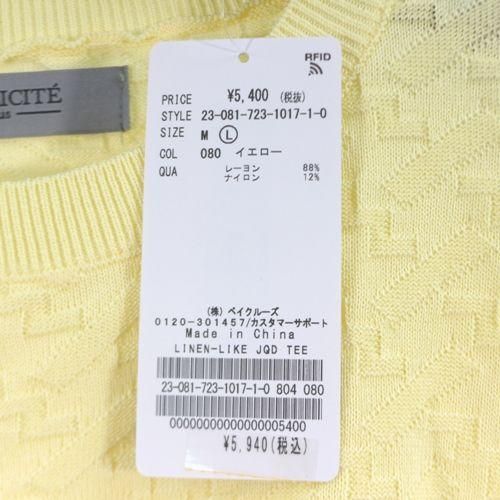 ICITÉ
us
RFID
PRICE ¥5,400 (税抜)
STYLE 23-081-723-1017-1-0
SIZE M L
COL 080 イエロー
QUA レーヨン 88%
ナイロン 12%
(株) ベイクルーズ
0120-301457/カスタマーサポート
Made in China
LINEN-LIKE JQD TEE
23-081-723-1017-1-0 804 080
00000000000000005400
¥5,940(税込)